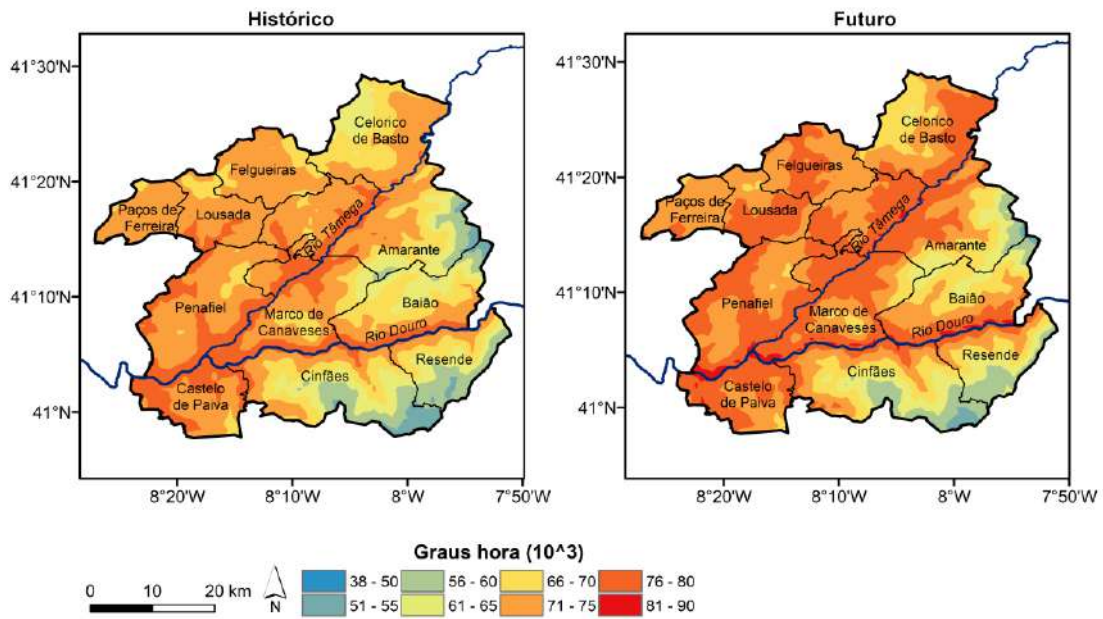 Histórico
Futuro
41°30'N
41°20'N
41°10'N
41°N
Celorico
de Basto
Felgueiras
Paços de
Ferreira
Lousada
Rio Tâmega
Amarante
Penafiel
Baião
Marco de
Canaveses
Rio Douro
Resende
Cinfães
Castelo
de Paiva
8°20'W
8°10'W
8°W
7°50'W
41°30'N
41°20'N
41°10'N
41°N
Celorico
de Basto
Felgueiras
Paços de
Ferreira
Lousada
Rio Tâmega
Amarante
Penafiel
Baião
Marco de
Canaveses
Rio Douro
Resende
Cinfães
Castelo
de Paiva
8°20'W
8°10'W
8°W
7°50'W
Graus hora (10^3)
0 10 20 km
N
38 - 50 56 - 60 66 - 70 76 - 80
51 - 55 61 - 65 71 - 75 81 - 90